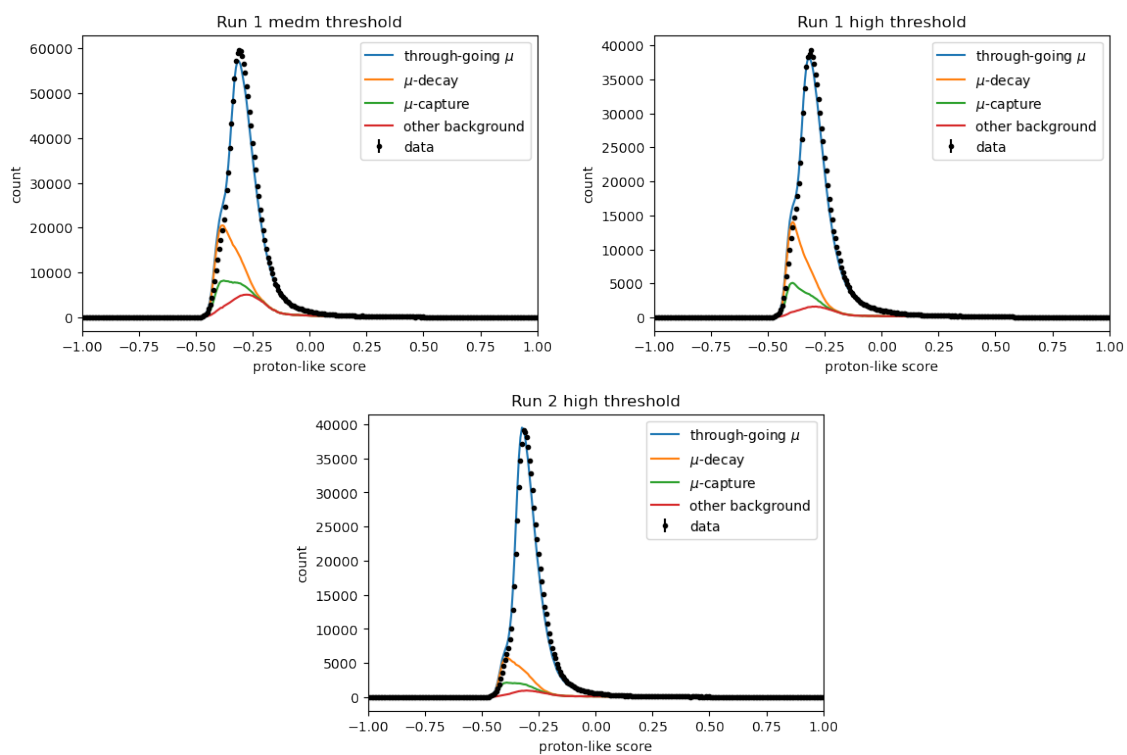 Run 1 medm threshold
60000
50000
40000
30000
20000
10000
0
count
through-going μ
μ-decay
μ-capture
other background
data
−1.00 −0.75 −0.50 −0.25 0.00 0.25 0.50 0.75 1.00
proton-like score
Run 1 high threshold
40000
35000
30000
25000
20000
15000
10000
5000
0
count
through-going μ
μ-decay
μ-capture
other background
data
−1.00 −0.75 −0.50 −0.25 0.00 0.25 0.50 0.75 1.00
proton-like score
Run 2 high threshold
40000
35000
30000
25000
20000
15000
10000
5000
0
count
through-going μ
μ-decay
μ-capture
other background
data
−1.00 −0.75 −0.50 −0.25 0.00 0.25 0.50 0.75 1.00
proton-like score